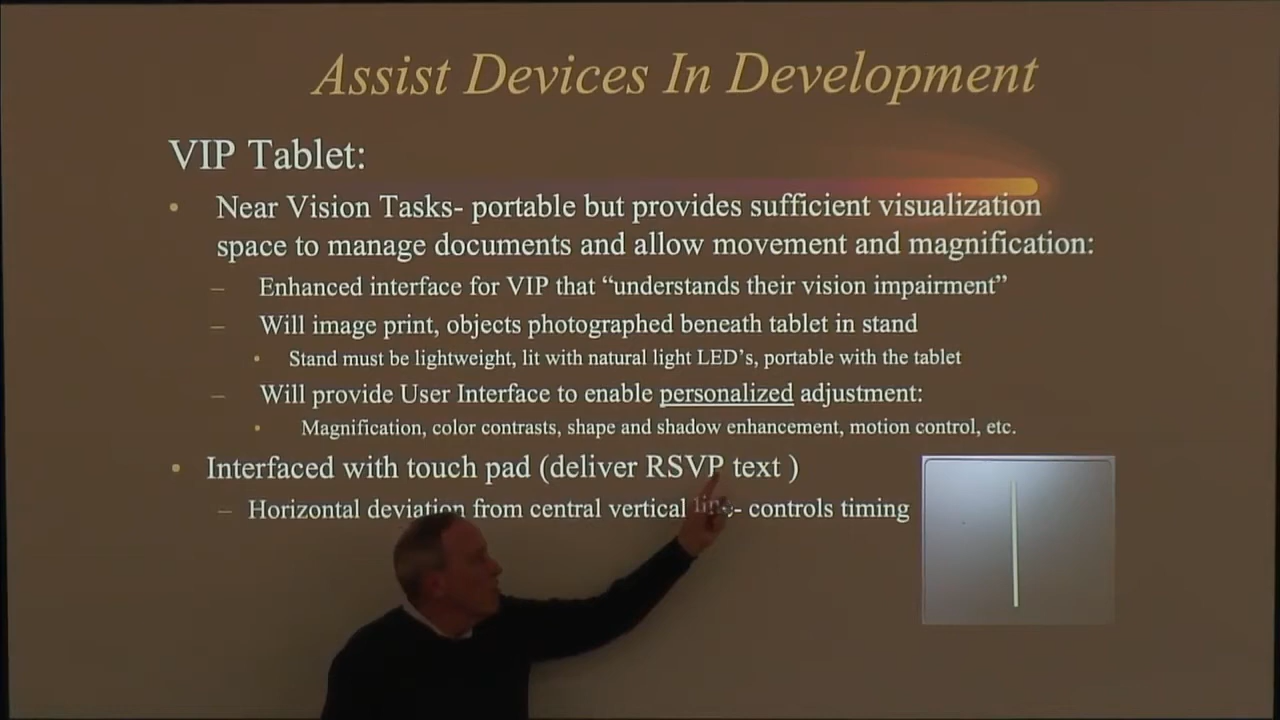 Assist Devices In Development
VIP Tablet:
• Near Vision Tasks- portable but provides sufficient visualization
space to manage documents and allow movement and magnification:
– Enhanced interface for VIP that “understands their vision impairment”
– Will image print, objects photographed beneath tablet in stand
• Stand must be lightweight, lit with natural light LED’s, portable with the tablet
– Will provide User Interface to enable personalized adjustment:
• Magnification, color contrasts, shape and shadow enhancement, motion control, etc.
• Interfaced with touch pad (deliver RSVP text )
– Horizontal deviation from central vertical line- controls timing